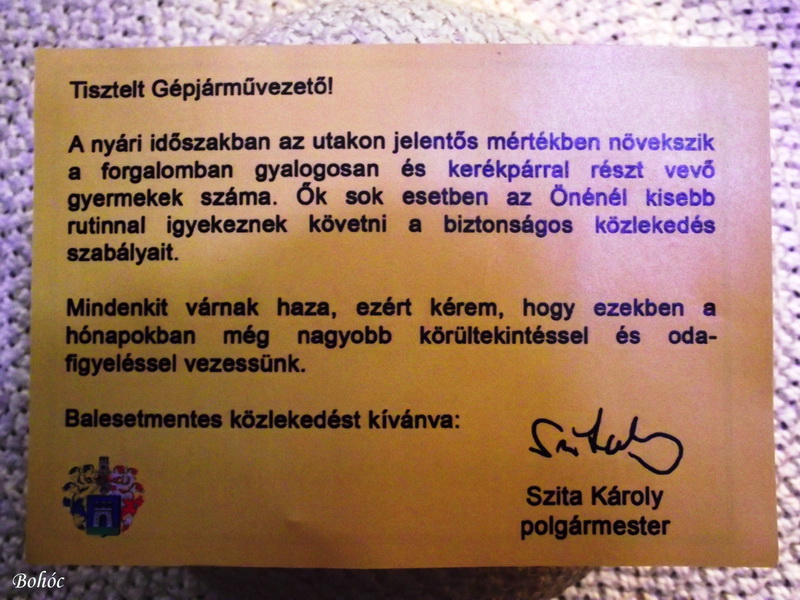 Tisztelt Gépjárművezető!
A nyári időszakban az utakon jelentős mértékben növekszik
a forgalomban gyalogosan és kerékpárral részt vevő
gyermekek száma. Ők sok esetben az Önénél kisebb
rutinnal igyekeznek követni a biztonságos közlekedés
szabályait.
Mindenkit várnak haza, ezért kérem, hogy ezekben a
hónapokban még nagyobb körültekintéssel és oda-
figyeléssel vezessünk.
Balesetmentes közlekedést kívánva:
Szita Károly
polgármester
Bohóc